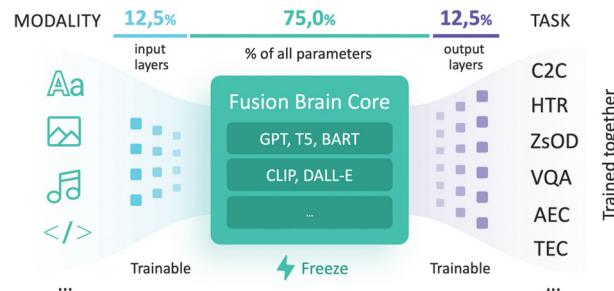 MODALITY
12,5%
75,0%
12,5%
TASK
input
layers
% of all parameters
output
layers
Aa
</>
...
Fusion Brain Core
GPT, T5, BART
CLIP, DALL-E
...
C2C
HTR
ZsOD
VQA
AEC
TEC
...
Trained together
Trainable
Freeze
Trainable